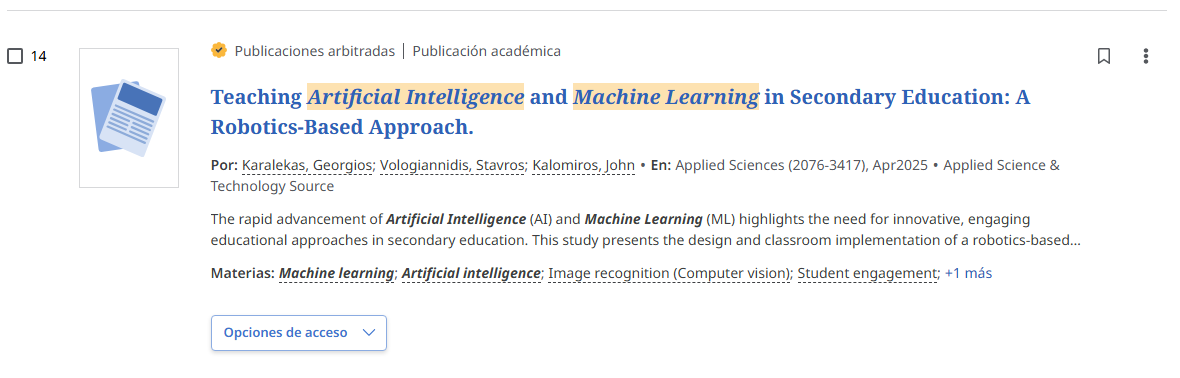 14
Publicaciones arbitradas | Publicación académica
Teaching Artificial Intelligence and Machine Learning in Secondary Education: A
Robotics-Based Approach.
Por: Karalekas, Georgios; Vologiannidis, Stavros; Kalomiros, John • En: Applied Sciences (2076-3417), Apr2025 • Applied Science &
Technology Source
The rapid advancement of Artificial Intelligence (AI) and Machine Learning (ML) highlights the need for innovative, engaging
educational approaches in secondary education. This study presents the design and classroom implementation of a robotics-based...
Materias: Machine learning; Artificial intelligence; Image recognition (Computer vision); Student engagement; +1 más
Opciones de acceso